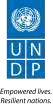 U N
D P
Empowered lives.
Resilient nations.